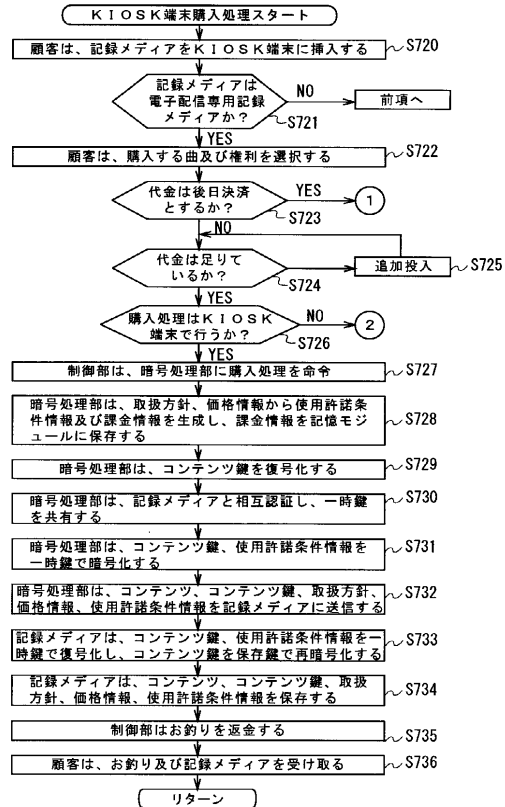 ＫＩＯＳＫ端末購入処理スタート
顧客は、記録メディアをＫＩＯＳＫ端末に挿入する
S720
記録メディアは
電子配信専用記録
メディアか？
S721
NO
前項へ
YES
顧客は、購入する曲及び権利を選択する
S722
代金は後日決済
とするか？
S723
YES
1
NO
代金は足りて
いるか？
S724
追加投入
S725
YES
購入処理はＫＩＯＳＫ
端末で行うか？
S726
NO
2
YES
制御部は、暗号処理部に購入処理を命令
S727
暗号処理部は、取扱方針、価格情報から使用許諾条
件情報及び課金情報を生成し、課金情報を記憶モジ
ュールに保存する
S728
暗号処理部は、コンテンツ鍵を復号化する
S729
暗号処理部は、記録メディアと相互認証し、一時鍵
を共有する
S730
暗号処理部は、コンテンツ鍵、使用許諾条件情報を
一時鍵で暗号化する
S731
暗号処理部は、コンテンツ、コンテンツ鍵、取扱方針、
価格情報、使用許諾条件情報を記録メディアに送信する
S732
記録メディアは、コンテンツ鍵、使用許諾条件情報を一
時鍵で復号化し、コンテンツ鍵を保存鍵で再暗号化する
S733
記録メディアは、コンテンツ、コンテンツ鍵、取扱
方針、価格情報、使用許諾条件情報を保存する
S734
制御部はお釣りを返金する
S735
顧客は、お釣り及び記録メディアを受け取る
S736
リターン